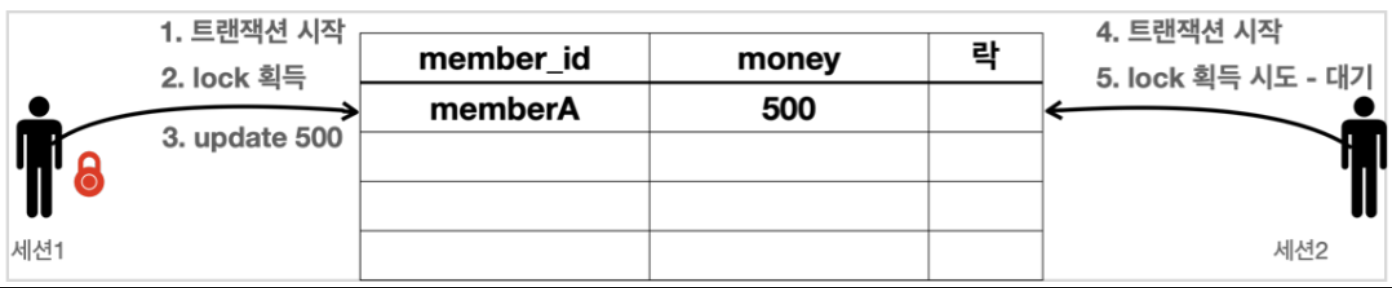 1. 트랜잭션 시작
2. lock 획득
3. update 500
세션1
member_id money 락
memberA 500
4. 트랜잭션 시작
5. lock 획득 시도 - 대기
세션2